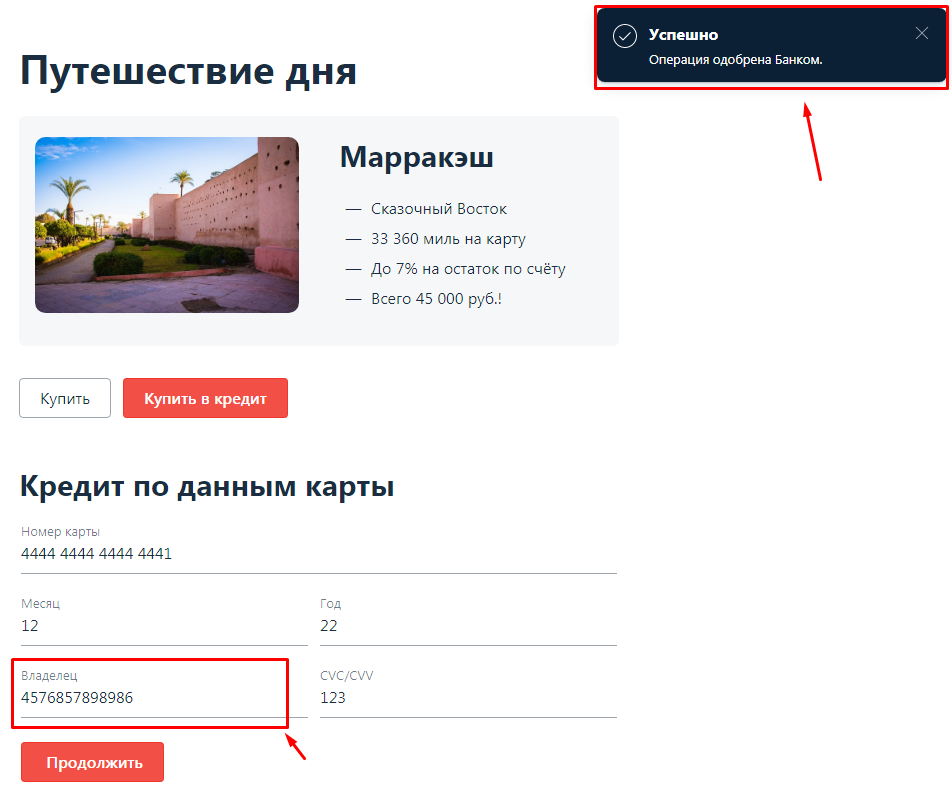 Успешно
Операция одобрена Банком.
Путешествие дня
Марракэш
— Сказочный Восток
— 33 360 миль на карту
— До 7% на остаток по счёту
— Всего 45 000 руб.!
Купить
Купить в кредит
Кредит по данным карты
Номер карты
4444 4444 4444 4441
Месяц
12
Год
22
Владелец
4576857898986
CVC/CVV
123
Продолжить